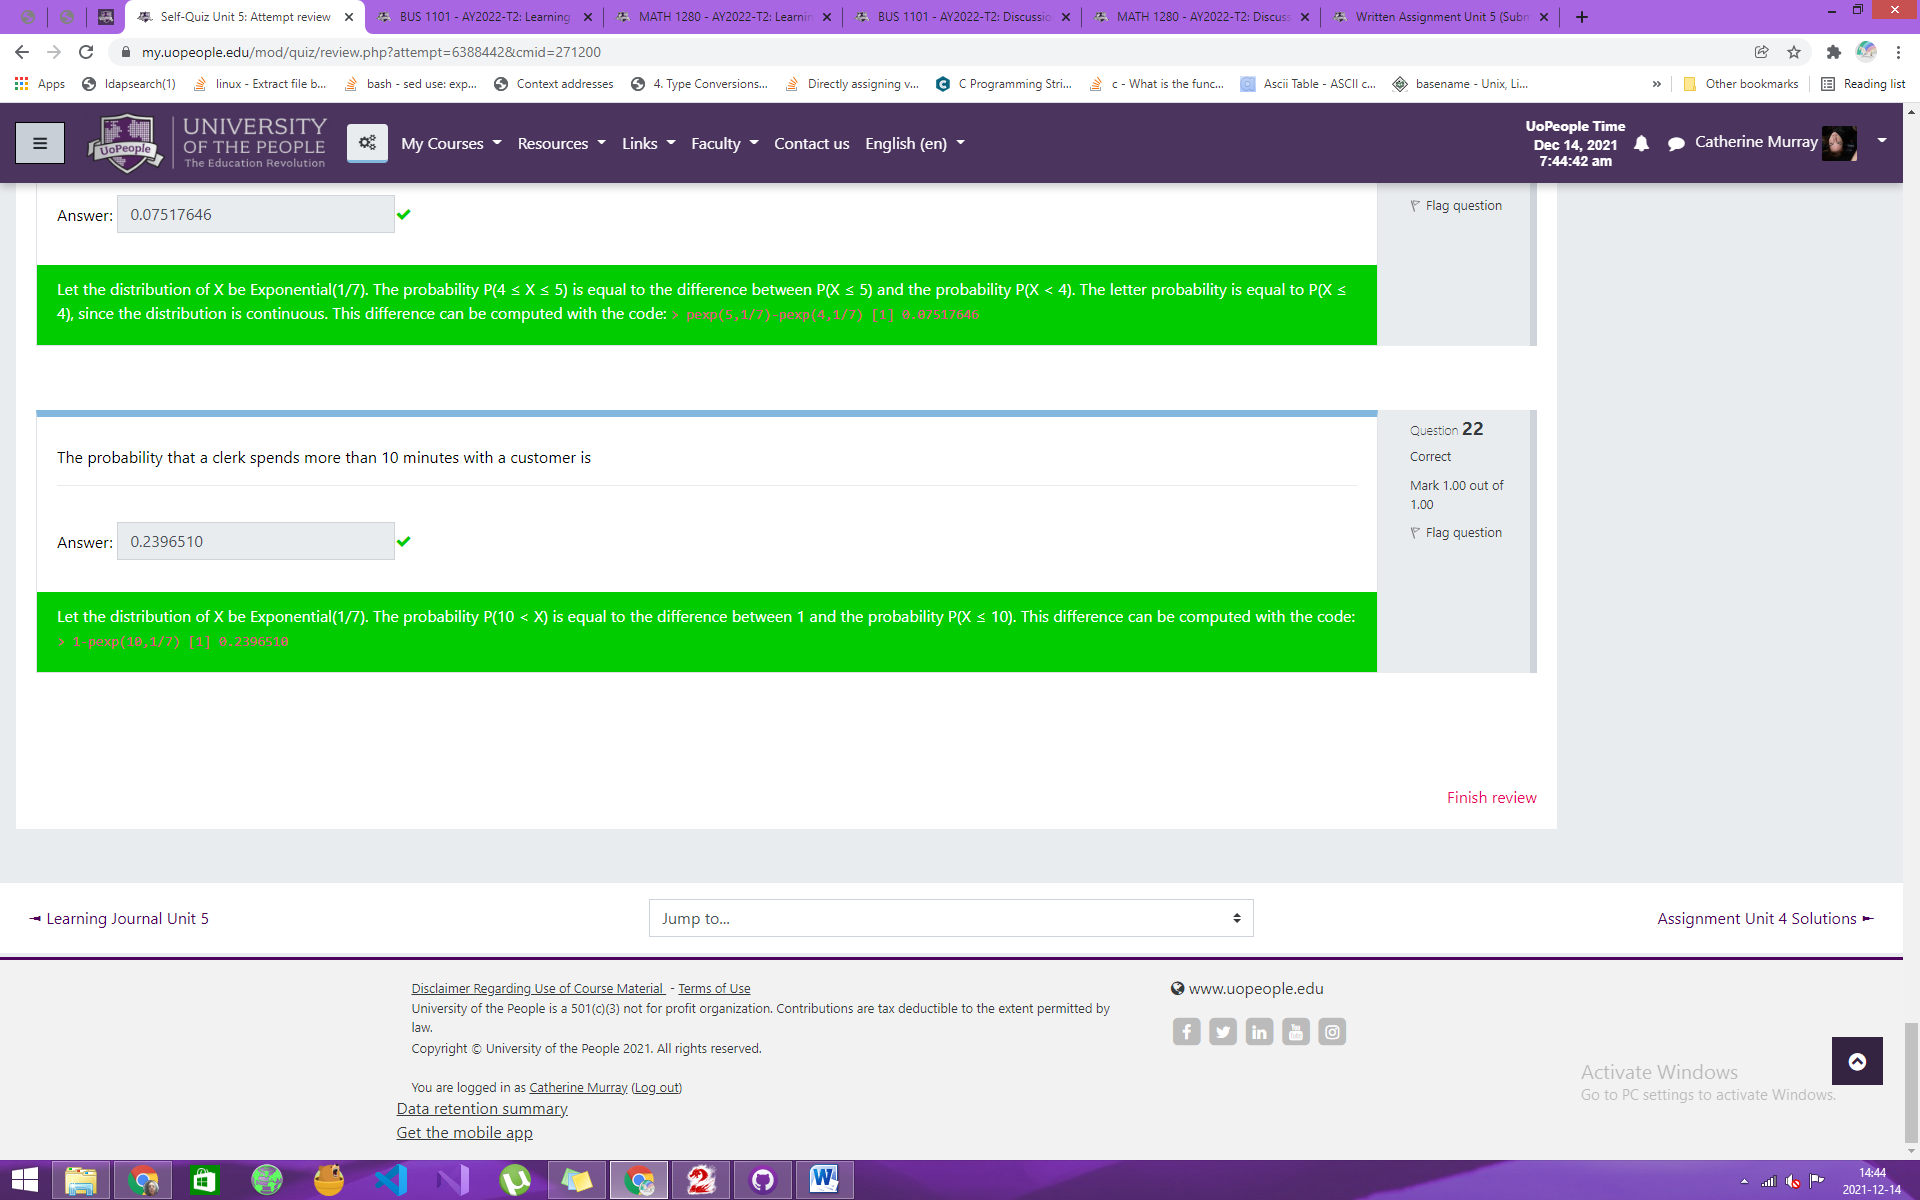 Self-Quiz Unit 5: Attempt review
BUS 1101 - AY2022-T2: Learning
MATH 1280 - AY2022-T2: Learnin
BUS 1101 - AY2022-T2: Discussio
MATH 1280 - AY2022-T2: Discuss
Written Assignment Unit 5 (Subm
my.uopeople.edu/mod/quiz/review.php?attempt=6388442&cmid=271200
Apps
ldapsearch(1)
linux - Extract file b...
bash - sed use: exp...
Context addresses
4. Type Conversions...
Directly assigning v...
C Programming Stri...
c - What is the func...
Ascii Table - ASCII c...
basename - Unix, Li...
»
Other bookmarks
Reading list
UoPeople
UNIVERSITY
OF THE PEOPLE
The Education Revolution
My Courses
Resources
Links
Faculty
Contact us
English (en)
UoPeople Time
Dec 14, 2021
7:44:42 am
Catherine Murray
Answer: 0.07517646
Flag question
Let the distribution of X be Exponential(1/7). The probability P(4 ≤ X ≤ 5) is equal to the difference between P(X ≤ 5) and the probability P(X < 4). The letter probability is equal to P(X ≤
4), since the distribution is continuous. This difference can be computed with the code: > pexp(5,1/7)-pexp(4,1/7) [1] 0.07517646
The probability that a clerk spends more than 10 minutes with a customer is
Question 22
Correct
Mark 1.00 out of
1.00
Flag question
Answer: 0.2396510
Let the distribution of X be Exponential(1/7). The probability P(10 < X) is equal to the difference between 1 and the probability P(X ≤ 10). This difference can be computed with the code:
> 1-pexp(10,1/7) [1] 0.2396510
Finish review
◄ Learning Journal Unit 5
Jump to...
Assignment Unit 4 Solutions ►
Disclaimer Regarding Use of Course Material - Terms of Use
University of the People is a 501(c)(3) not for profit organization. Contributions are tax deductible to the extent permitted by
law.
Copyright © University of the People 2021. All rights reserved.
www.uopeople.edu
You are logged in as Catherine Murray (Log out)
Data retention summary
Get the mobile app
Activate Windows
Go to PC settings to activate Windows.
14:44
2021-12-14